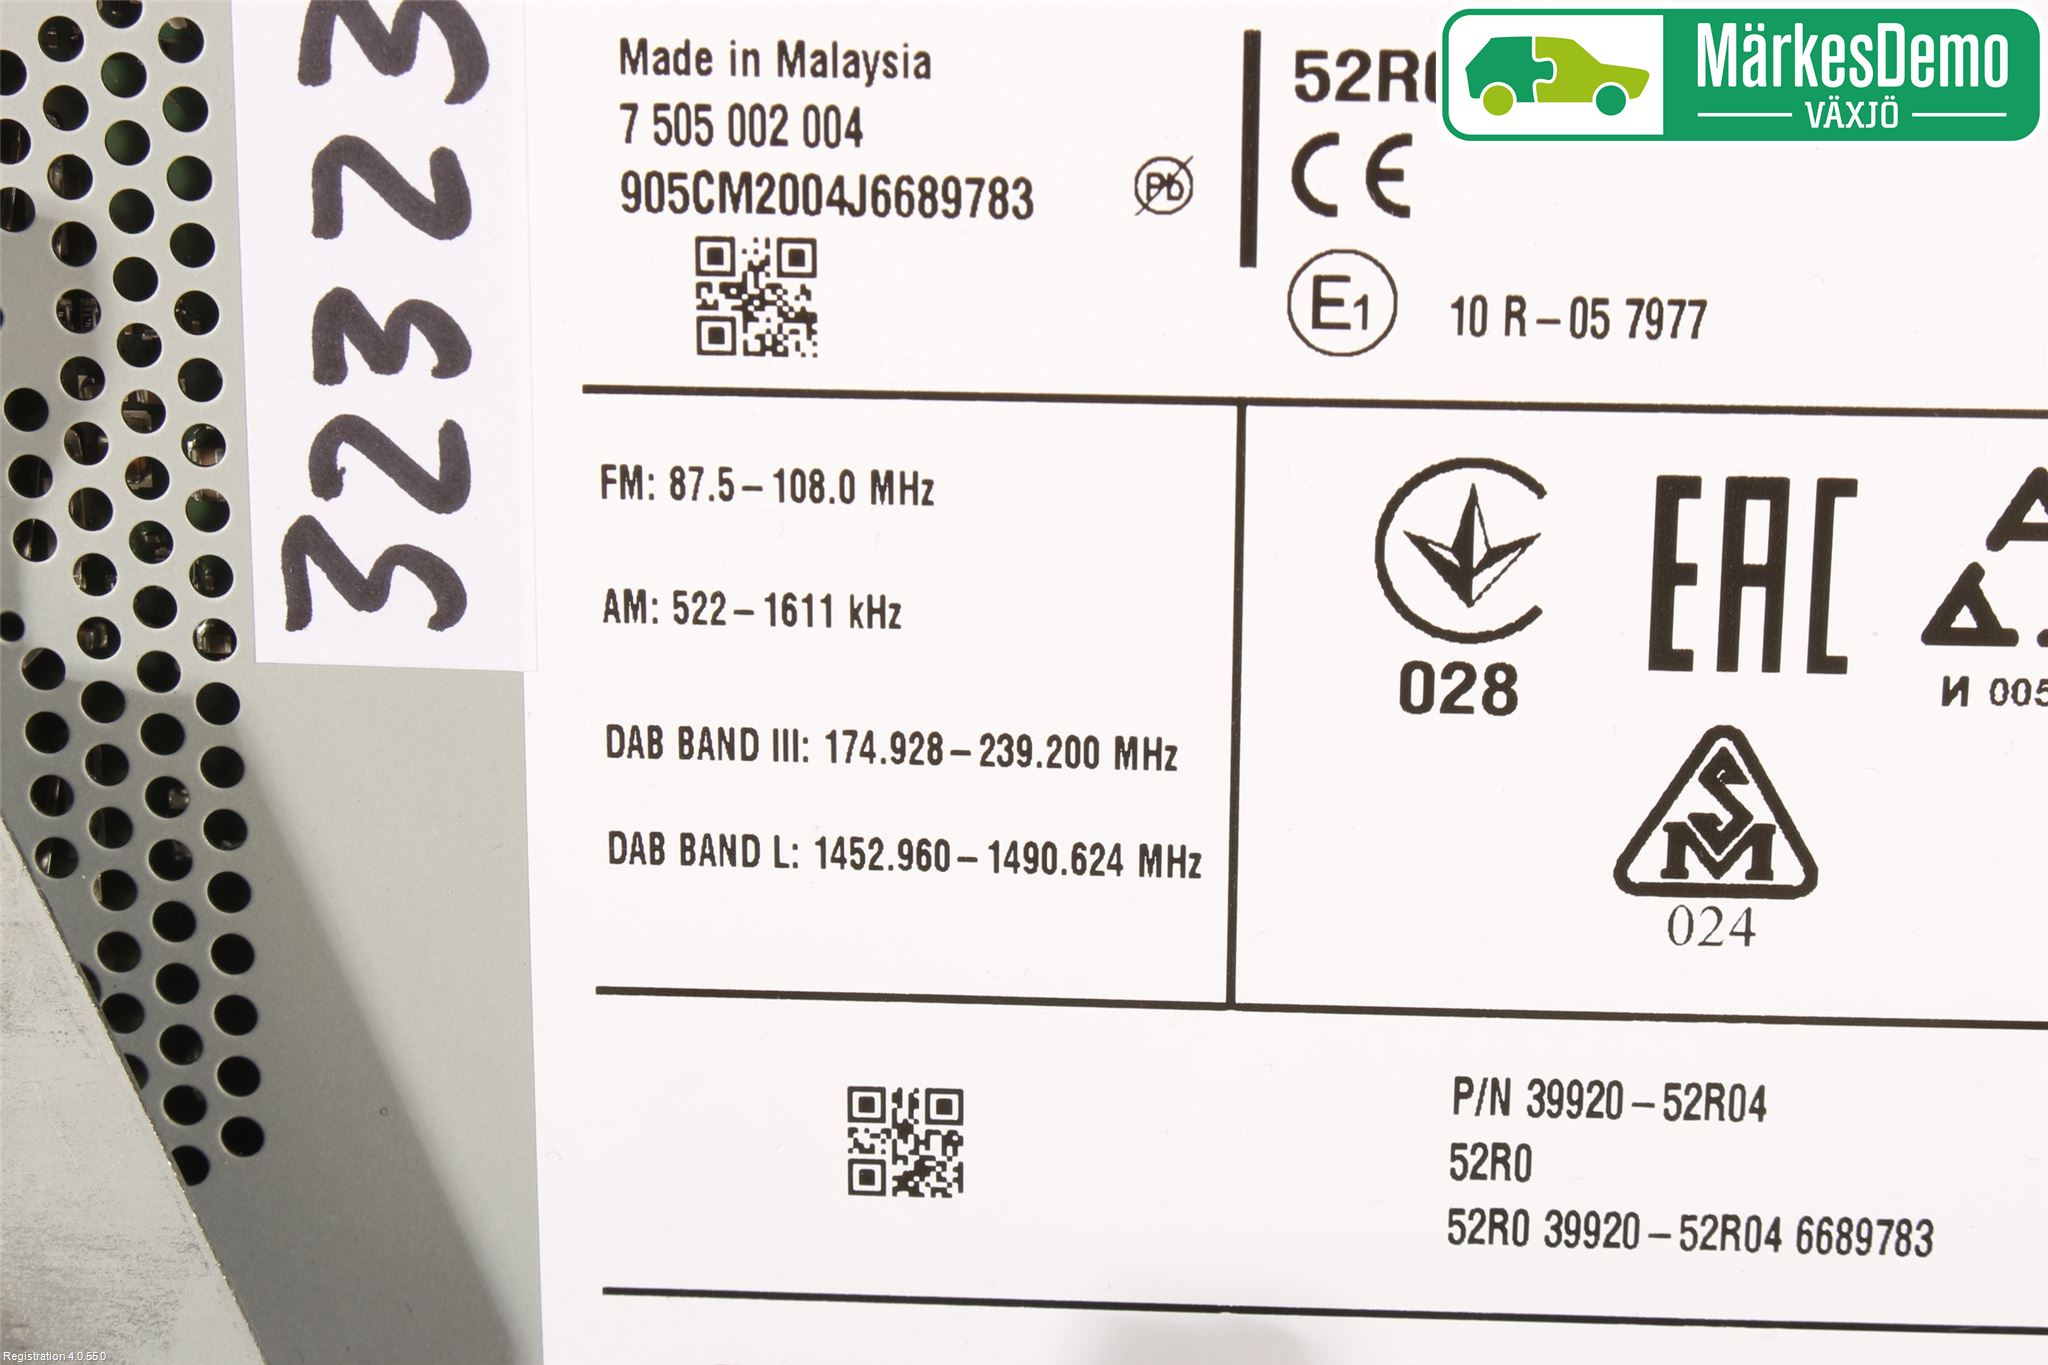 323323
Made in Malaysia
7 505 002 004
905CM2004J6689783
Pb
52R0
CE
E1
10 R-05 7977
MärkesDemo
VÄXJÖ
FM: 87.5-108.0 MHz
AM: 522-1611 kHz
DAB BAND III: 174.928-239.200 MHz
DAB BAND L: 1452.960-1490.624 MHz
028
EAC
И 005
SM
024
P/N 39920-52R04
52R0
52R0 39920-52R04 6689783
Registration 4.0.55.0